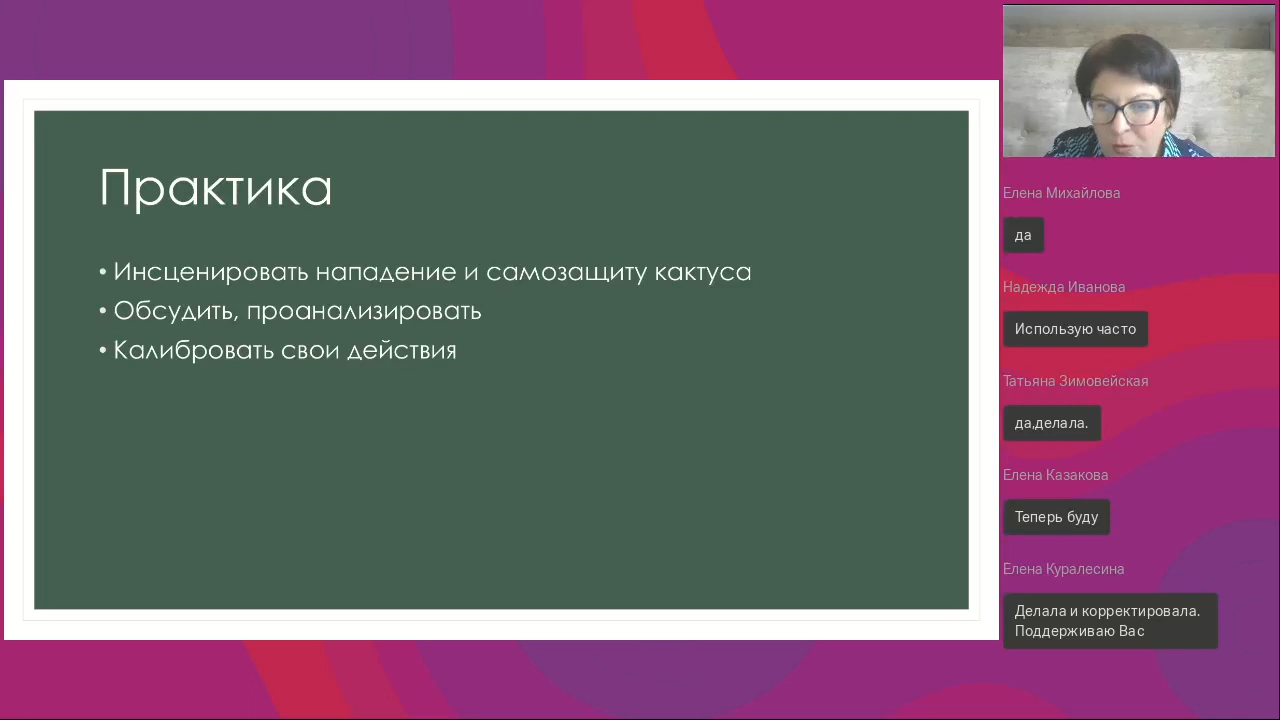 Практика
• Инсценировать нападение и самозащиту кактуса
• Обсудить, проанализировать
• Калибровать свои действия
Елена Михайлова
да
Надежда Иванова
Использую часто
Татьяна Зимовейская
да,делала.
Елена Казакова
Теперь буду
Елена Куралесина
Делала и корректировала.
Поддерживаю Вас